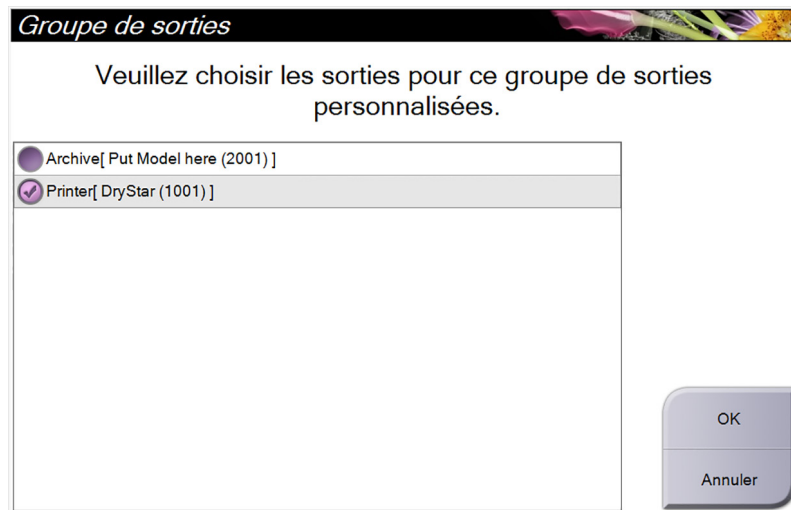 Groupe de sorties
Veuillez choisir les sorties pour ce groupe de sorties
personnalisées.
Archive[ Put Model here (2001) ]
Printer[ DryStar (1001) ]
OK
Annuler